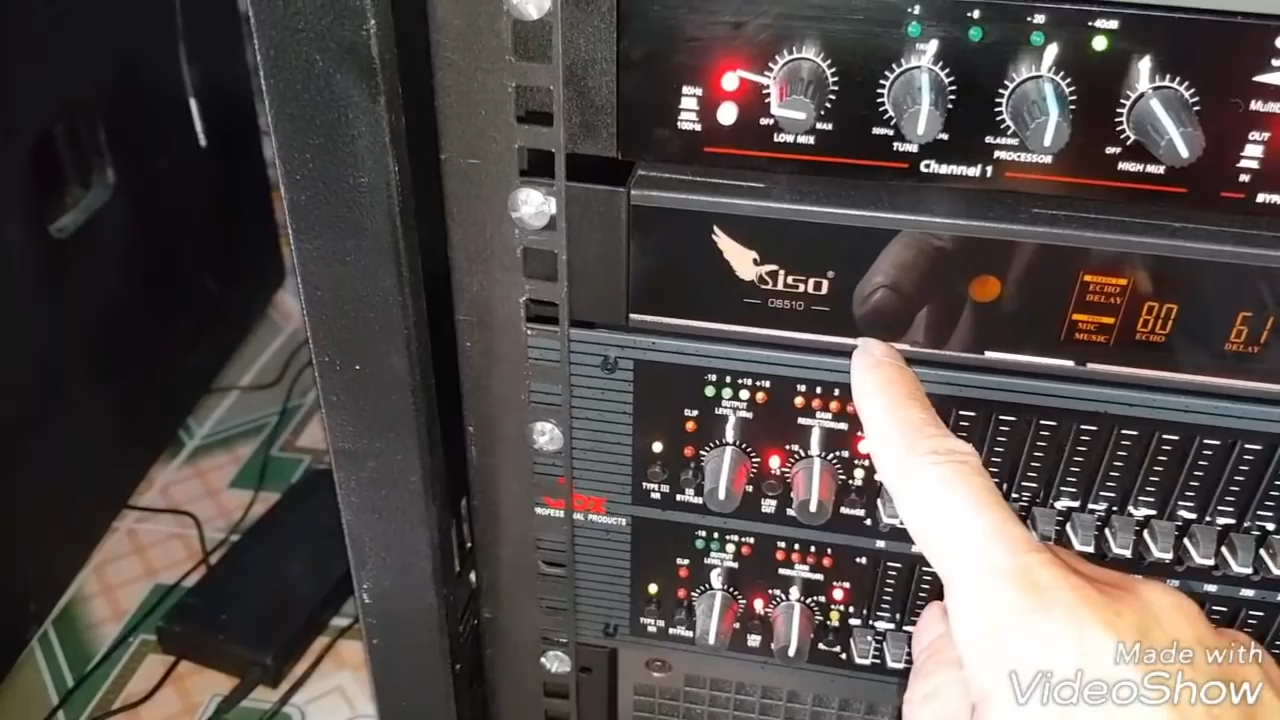 -2 -6 -20 -40dB
80Hz
100Hz
OFF MAX
LOW MIX
TUNE
CLASSIC
PROCESSOR
OFF
HIGH MIX
OUT
IN
Channel 1
Siso®
OS510
ECHO
DELAY
MIC
MUSIC
80
ECHO
61
DELAY
-10 0 +10 +18
OUTPUT
LEVEL (dBu)
GAIN
REDUCTION(dB)
CLIP
TYPE III
NR
EQ
BYPASS
LOW
CUT
RANGE
PROFESSIONAL PRODUCTS
OUTPUT
LEVEL (dBu)
GAIN
REDUCTION(dB)
CLIP
TYPE III
NR
BYPASS
LOW
CUT
Made with
VideoShow